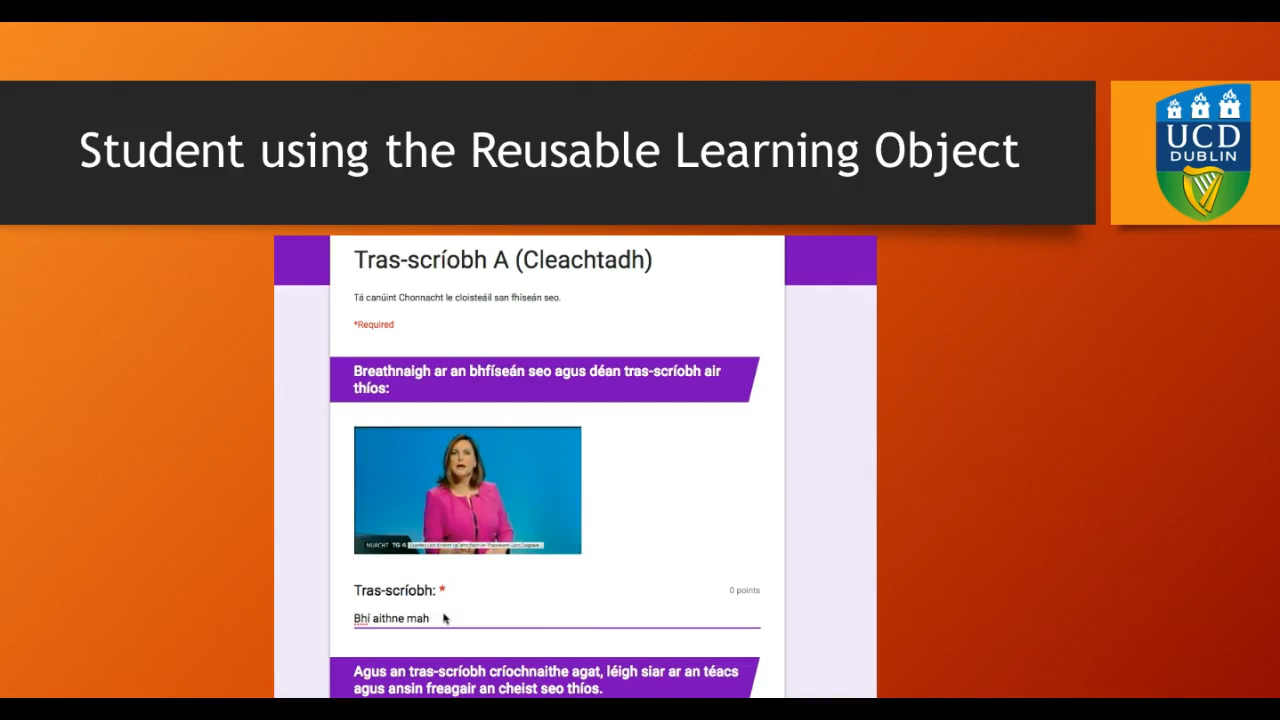 Student using the Reusable Learning Object
UCD
DUBLIN
Tras-scríobh A (Cleachtadh)
Tá canúint Chonnacht le cloisteáil san fhíseán seo.
*Required
Breathnaigh ar an bhfíseán seo agus déan tras-scríobh air
thíos:
NUACHT TG4
Tras-scríobh: *
0 points
Bhí aithne mah
Agus an tras-scríobh críochnaithe agat, léigh siar ar an téacs
agus ansin freagair an cheist seo thíos.